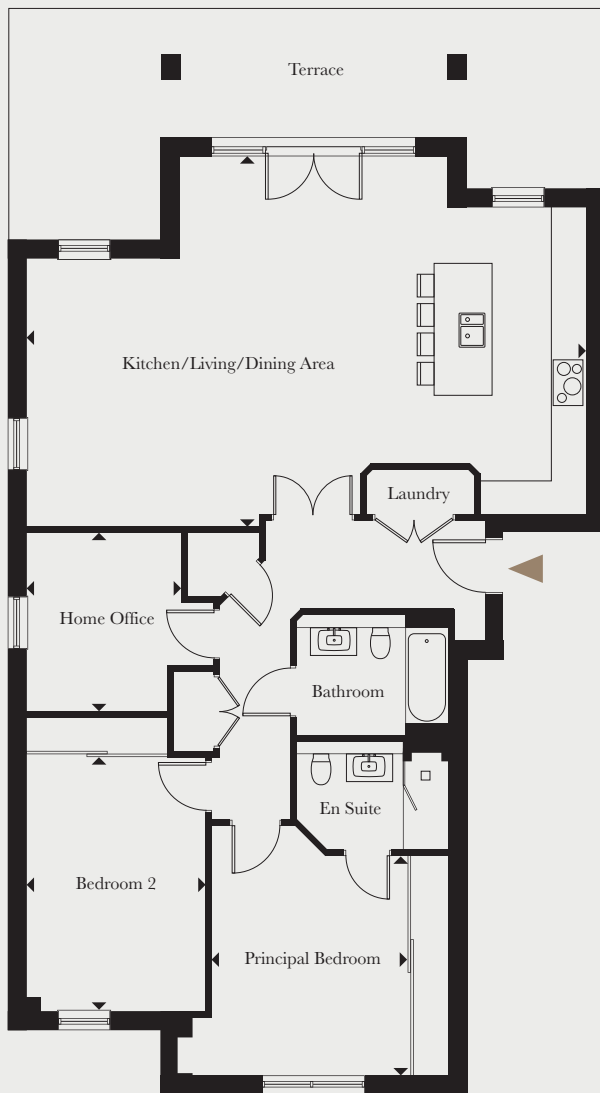 Terrace
Kitchen/Living/Dining Area
Laundry
Home Office
Bathroom
En Suite
Bedroom 2
Principal Bedroom